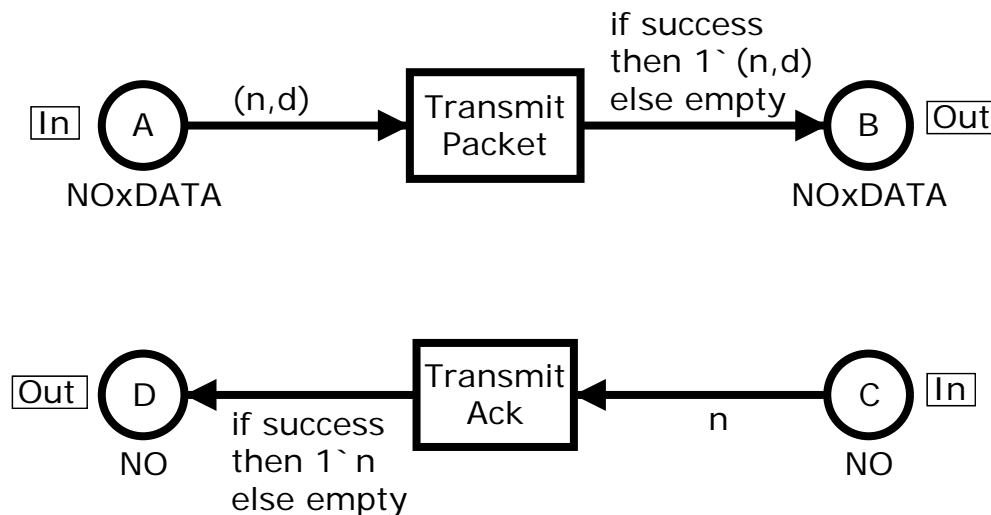 if success
then 1`(n,d)
else empty
(n,d)
In
A
Transmit
Packet
B
Out
NOxDATA
NOxDATA
Out
D
Transmit
Ack
C
In
n
if success
then 1`n
else empty
NO
NO